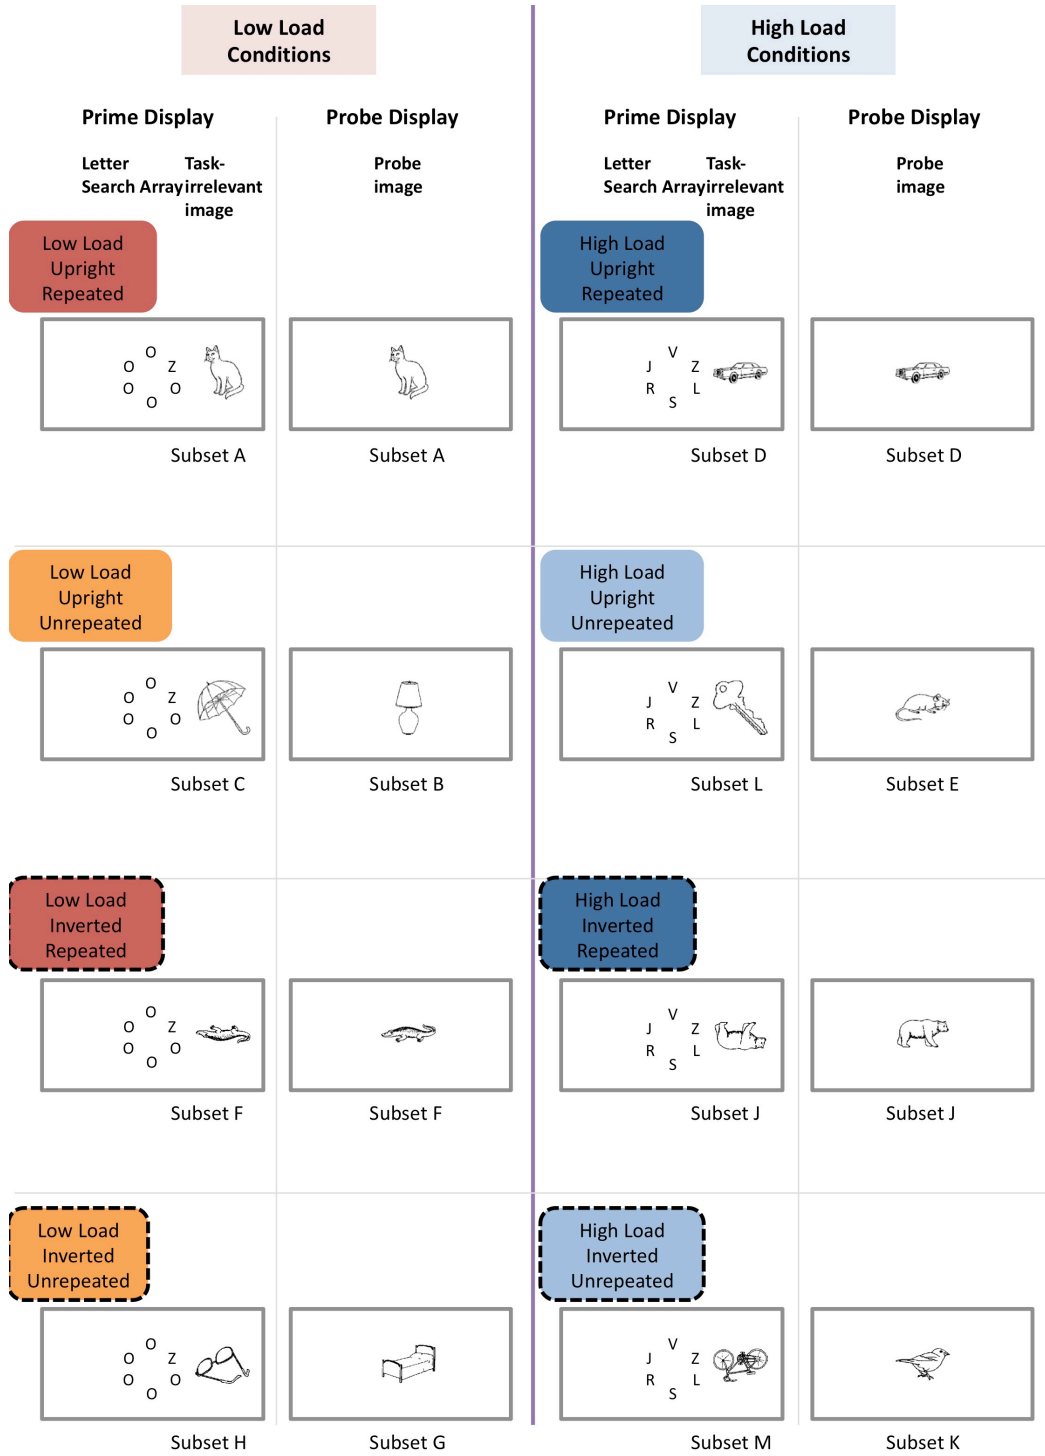 Low Load
Conditions
High Load
Conditions
Prime Display
Probe Display
Prime Display
Probe Display
Letter
Search Array
Task-
irrelevant
image
Probe
image
Letter
Search Array
Task-
irrelevant
image
Probe
image
Low Load
Upright
Repeated
High Load
Upright
Repeated
O
O Z
O O
O
V
J Z
R L
S
Subset A
Subset A
Subset D
Subset D
Low Load
Upright
Unrepeated
High Load
Upright
Unrepeated
O
O Z
O O
O
V
J Z
R L
S
Subset C
Subset B
Subset L
Subset E
Low Load
Inverted
Repeated
High Load
Inverted
Repeated
O
O Z
O O
O
V
J Z
R L
S
Subset F
Subset F
Subset J
Subset J
Low Load
Inverted
Unrepeated
High Load
Inverted
Unrepeated
O
O Z
O O
O
V
J Z
R L
S
Subset H
Subset G
Subset M
Subset K